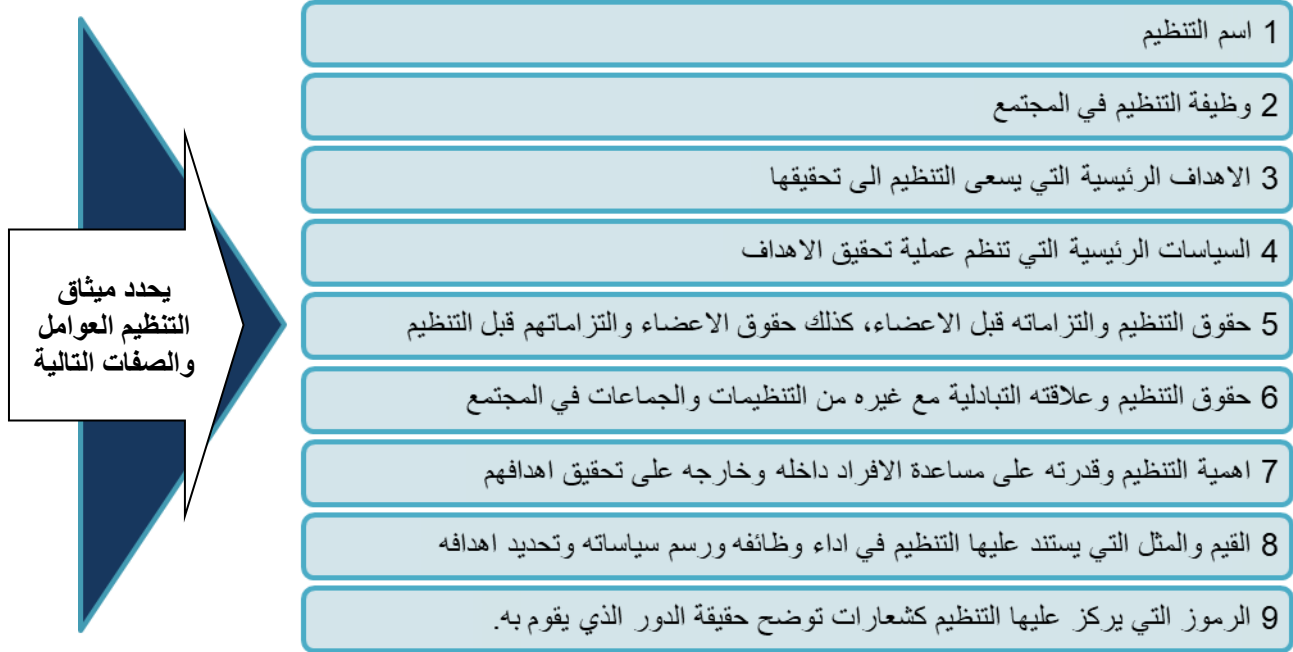 يحدد ميثاق
التنظيم العوامل
والصفات التالية
1 اسم التنظيم
2 وظيفة التنظيم في المجتمع
3 الاهداف الرئيسية التي يسعى التنظيم الى تحقيقها
4 السياسات الرئيسية التي تنظم عملية تحقيق الاهداف
5 حقوق التنظيم والتزاماته قبل الاعضاء، كذلك حقوق الاعضاء والتزاماتهم قبل التنظيم
6 حقوق التنظيم وعلاقته التبادلية مع غيره من التنظيمات والجماعات في المجتمع
7 اهمية التنظيم وقدرته على مساعدة الافراد داخله وخارجه على تحقيق اهدافهم
8 القيم والمثل التي يستند عليها التنظيم في اداء وظائفه ورسم سياساته وتحديد اهدافه
9 الرموز التي يركز عليها التنظيم كشعارات توضح حقيقة الدور الذي يقوم به.